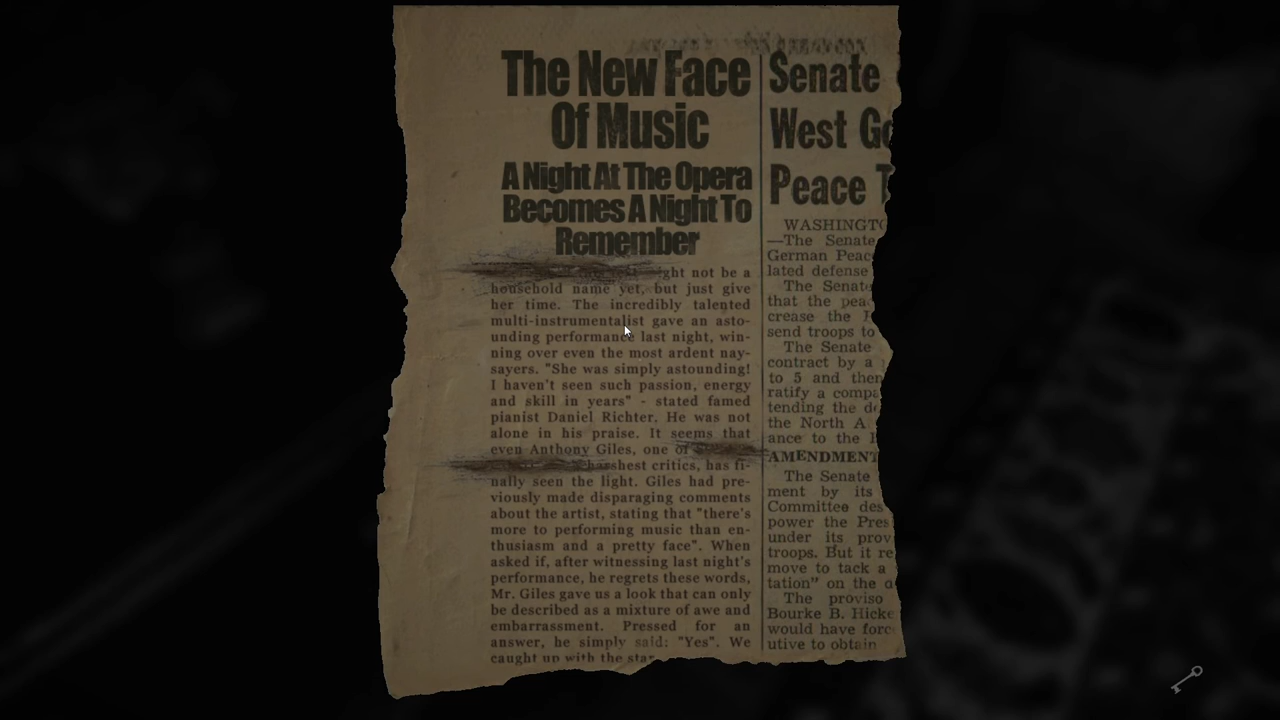 The New Face
Of Music
A Night At The Opera
Becomes A Night To
Remember
ght not be a
household name yet, but just give
her time. The incredibly talented
multi-instrumentalist gave an asto-
unding performance last night, win-
ning over even the most ardent nay-
sayers. "She was simply astounding!
I haven't seen such passion, energy
and skill in years" - stated famed
pianist Daniel Richter. He was not
alone in his praise. It seems that
even Anthony Giles, one of
harshest critics, has fi-
nally seen the light. Giles had pre-
viously made disparaging comments
about the artist, stating that "there's
more to performing music than en-
thusiasm and a pretty face". When
asked if, after witnessing last night's
performance, he regrets these words,
Mr. Giles gave us a look that can only
be described as a mixture of awe and
embarrassment. Pressed for an
answer, he simply said: "Yes". We
caught up with the star
Senate
West Go
Peace T
WASHINGTO
—The Senate
German Peac
lated defense
The Senate
that the peac
crease the
send troops to
The Senate
contract by a
to 5 and then
ratify a compa
tending the de
the North A
ance to the
AMENDMENT
The Senate
ment by its
Committee des
power the Pres
under its prov
troops. But it re
move to tack a
tation” on the
The proviso
Bourke B. Hicke
would have forc
utive to obtain